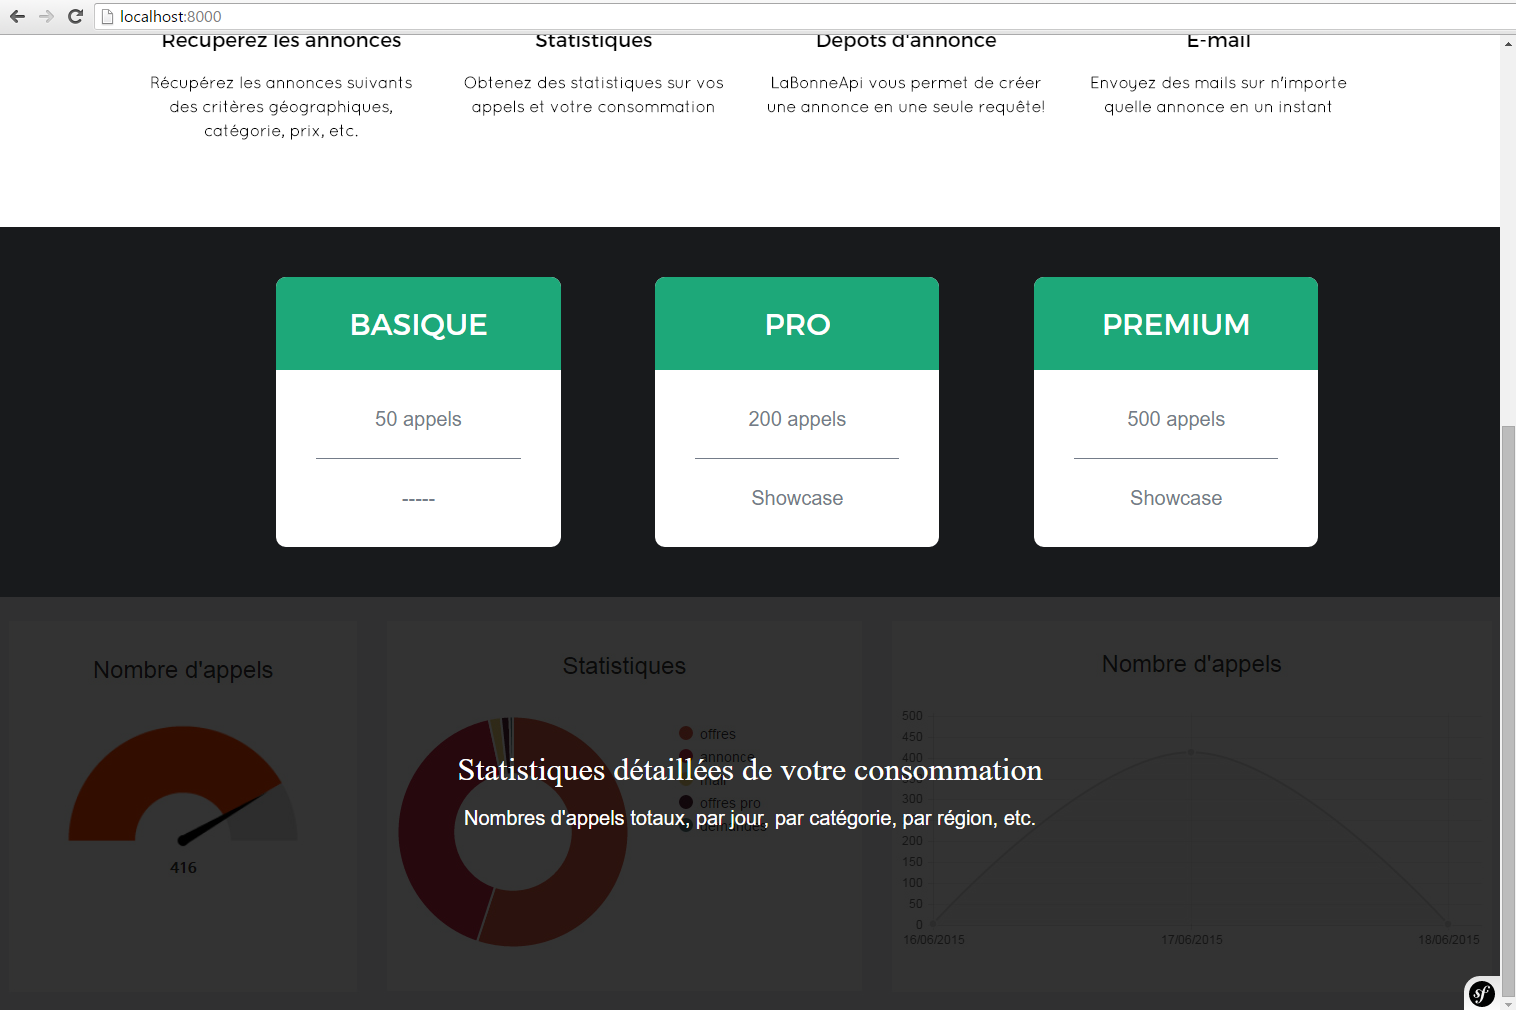 localhost:8000
Récupérez les annonces
Statistiques
Dépots d'annonce
E-mail
Récupérez les annonces suivants
des critères géographiques,
catégorie, prix, etc.
Obtenez des statistiques sur vos
appels et votre consommation
LaBonneApi vous permet de créer
une annonce en une seule requête!
Envoyez des mails sur n'importe
quelle annonce en un instant
BASIQUE
50 appels
-----
PRO
200 appels
Showcase
PREMIUM
500 appels
Showcase
Nombre d'appels
416
Statistiques
offres
annonce
mail
offres pro
demandes
Statistiques détaillées de votre consommation
Nombres d'appels totaux, par jour, par catégorie, par région, etc.
Nombre d'appels
500
450
400
300
200
150
100
50
0
16/06/2015
17/06/2015
18/06/2015
sf